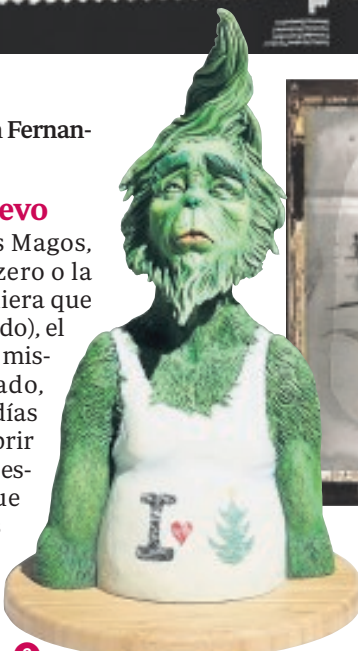 Fernan-
evo
s Magos,
zero o la
iera que
do), el
mis-
ado,
días
brir
es-
ue
I